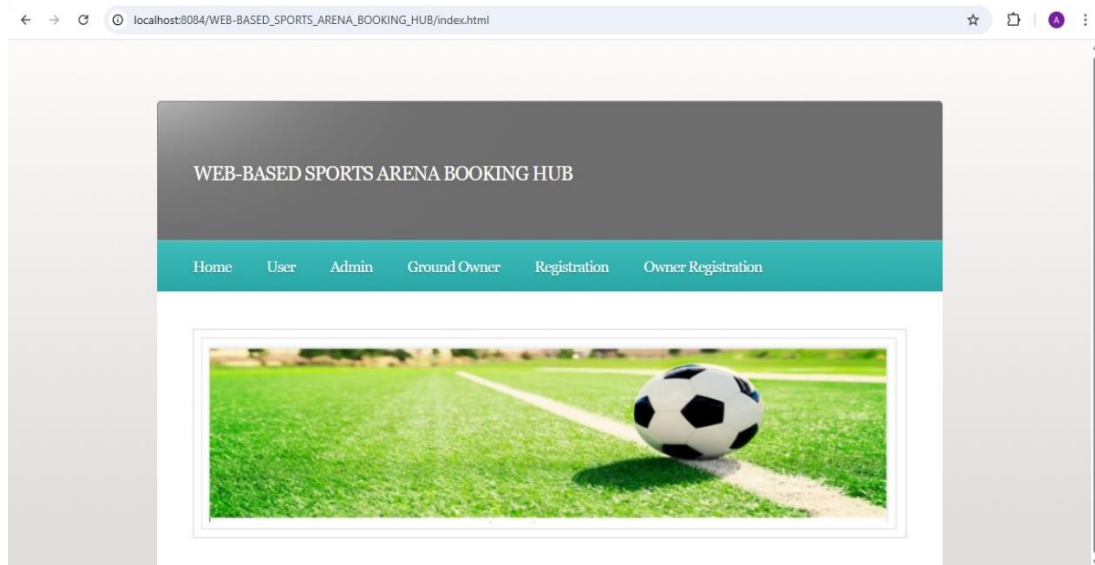 localhost:8084/WEB-BASED_SPORTS_ARENA_BOOKING_HUB/index.html
A
WEB-BASED SPORTS ARENA BOOKING HUB
Home User Admin Ground Owner Registration Owner Registration